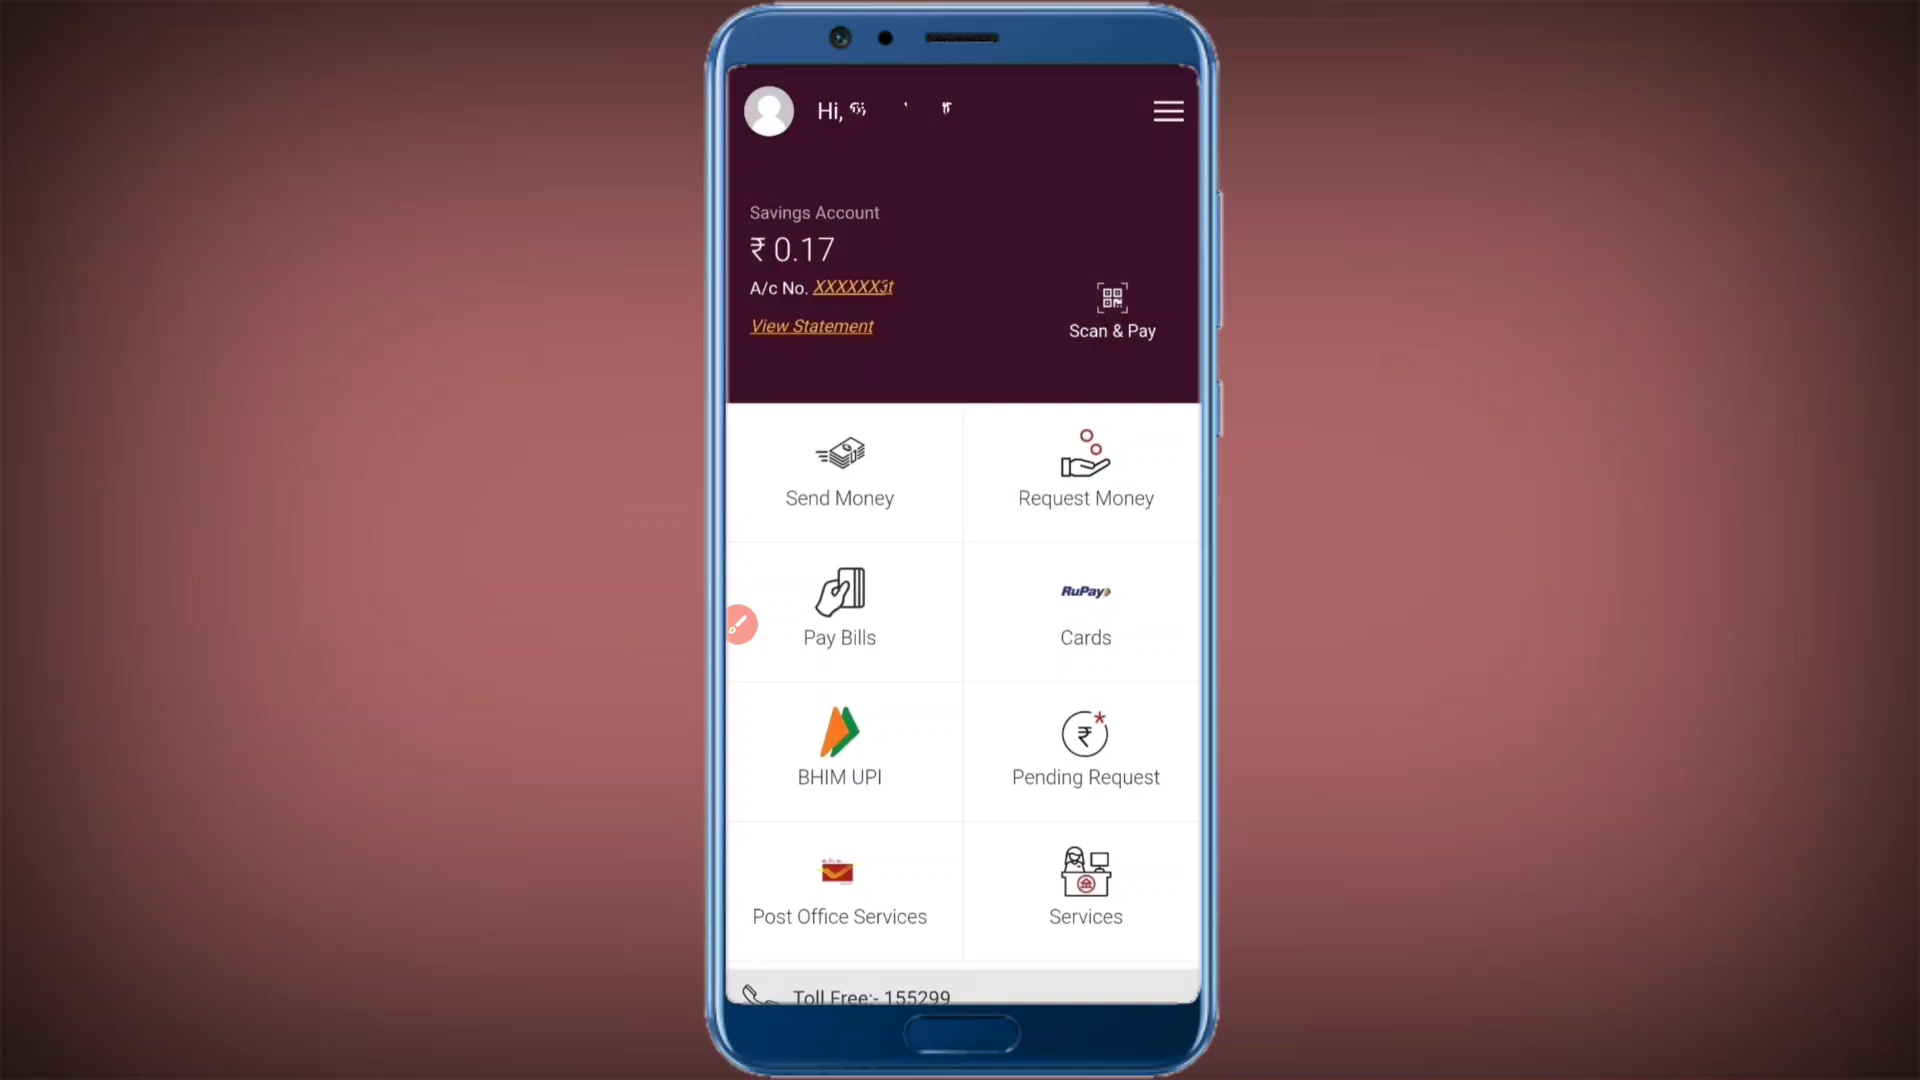 Hi,
Savings Account
₹ 0.17
A/c No. XXXXXX
View Statement
Scan & Pay
Send Money
Request Money
Pay Bills
RuPay
Cards
BHIM UPI
Pending Request
Post Office Services
Services
Toll Free:- 155299